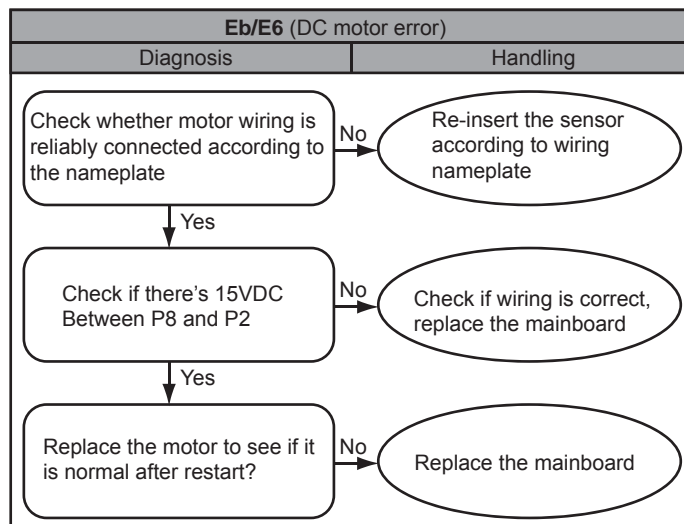 Eb/E6 (DC motor error)
Diagnosis
Handling
Check whether motor wiring is
reliably connected according to
the nameplate
No
Re-insert the sensor
according to wiring
nameplate
Yes
Check if there's 15VDC
Between P8 and P2
No
Check if wiring is correct,
replace the mainboard
Yes
Replace the motor to see if it
is normal after restart?
No
Replace the mainboard